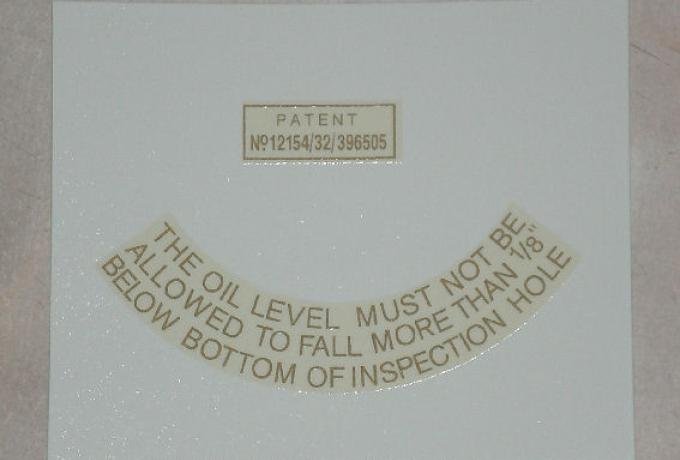 PATENT
Nº12154/32/396505
THE OIL LEVEL MUST NOT BE
ALLOWED TO FALL MORE THAN 1/8"
BELOW BOTTOM OF INSPECTION HOLE